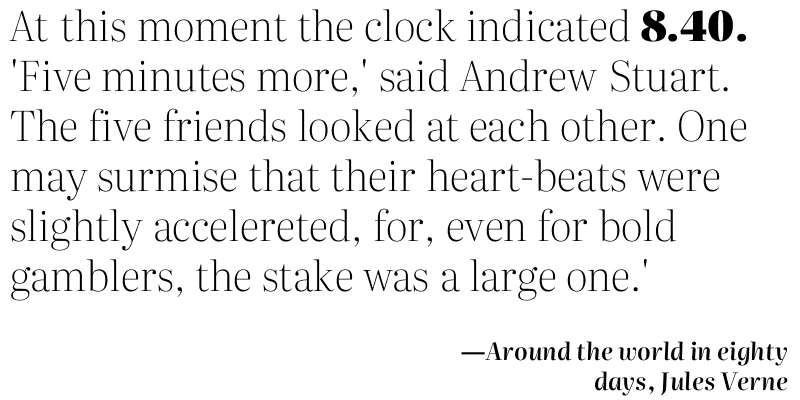 At this moment the clock indicated 8.40.
'Five minutes more,' said Andrew Stuart.
The five friends looked at each other. One
may surmise that their heart-beats were
slightly accelereted, for, even for bold
gamblers, the stake was a large one.'
—Around the world in eighty
days, Jules Verne